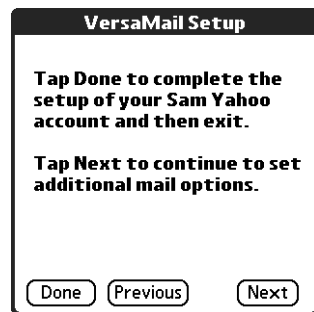 VersaMail Setup
Tap Done to complete the
setup of your Sam Yahoo
account and then exit.
Tap Next to continue to set
additional mail options.
Done Previous Next